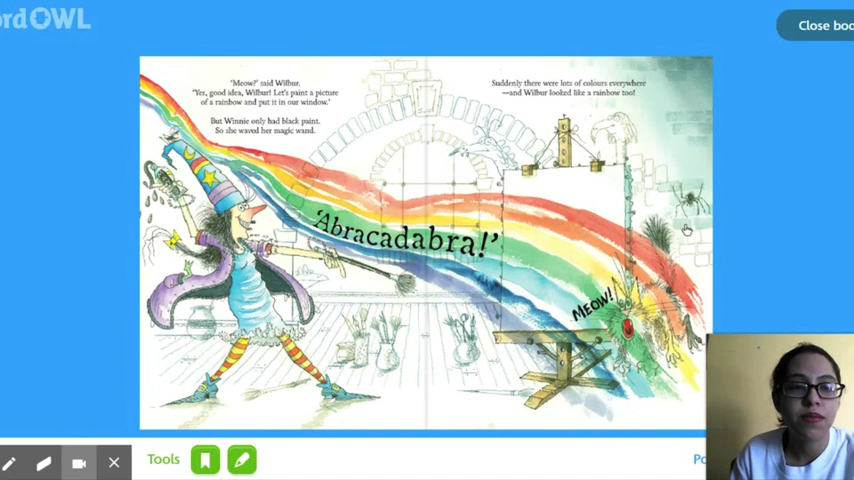 ordOWL
Close boo
'Meow?' said Wilbur.
'Yes, good idea, Wilbur! Let's paint a picture
of a rainbow and put it in our window.'
But Winnie only had black paint.
So she waved her magic wand.
Suddenly there were lots of colours everywhere
—and Wilbur looked like a rainbow too!
'Abracadabra!'
MEOW!
Tools
Po